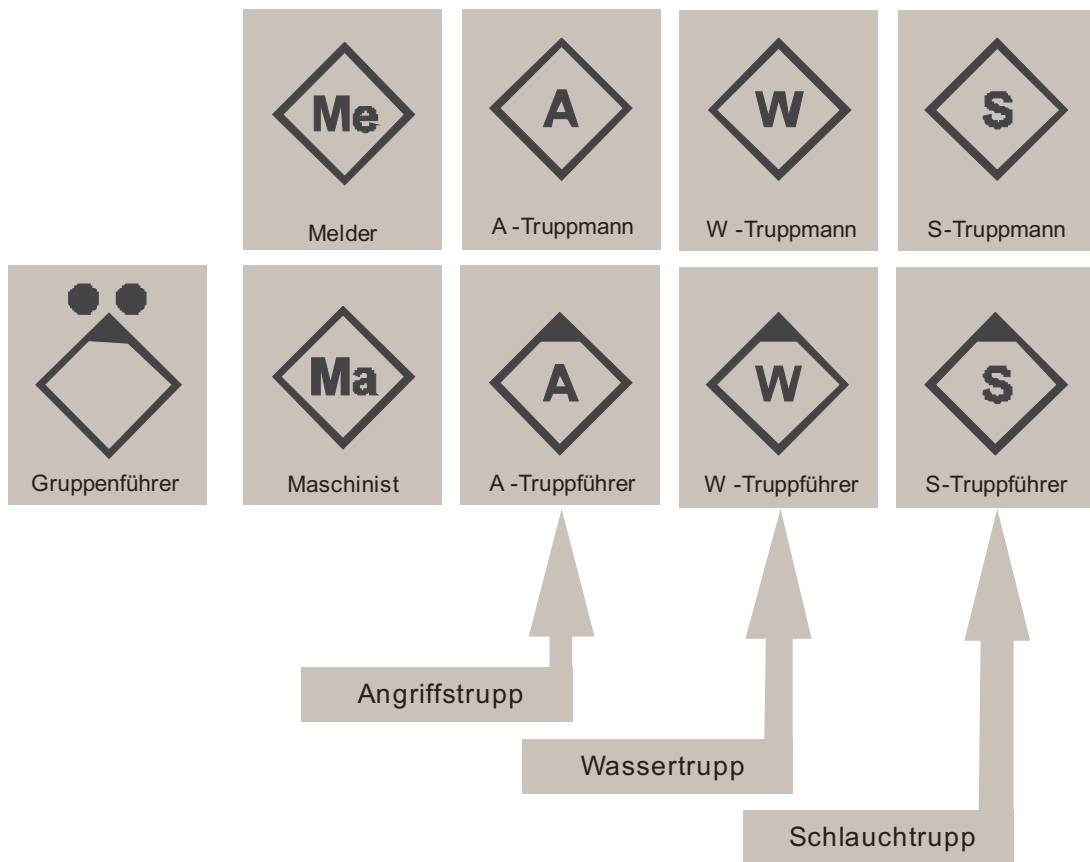 Me
A
W
S
Melder
A -Truppmann
W -Truppmann
S-Truppmann
Ma
A
W
S
Gruppenführer
Maschinist
A -Truppführer
W -Truppführer
S-Truppführer
Angriffstrupp
Wassertrupp
Schlauchtrupp